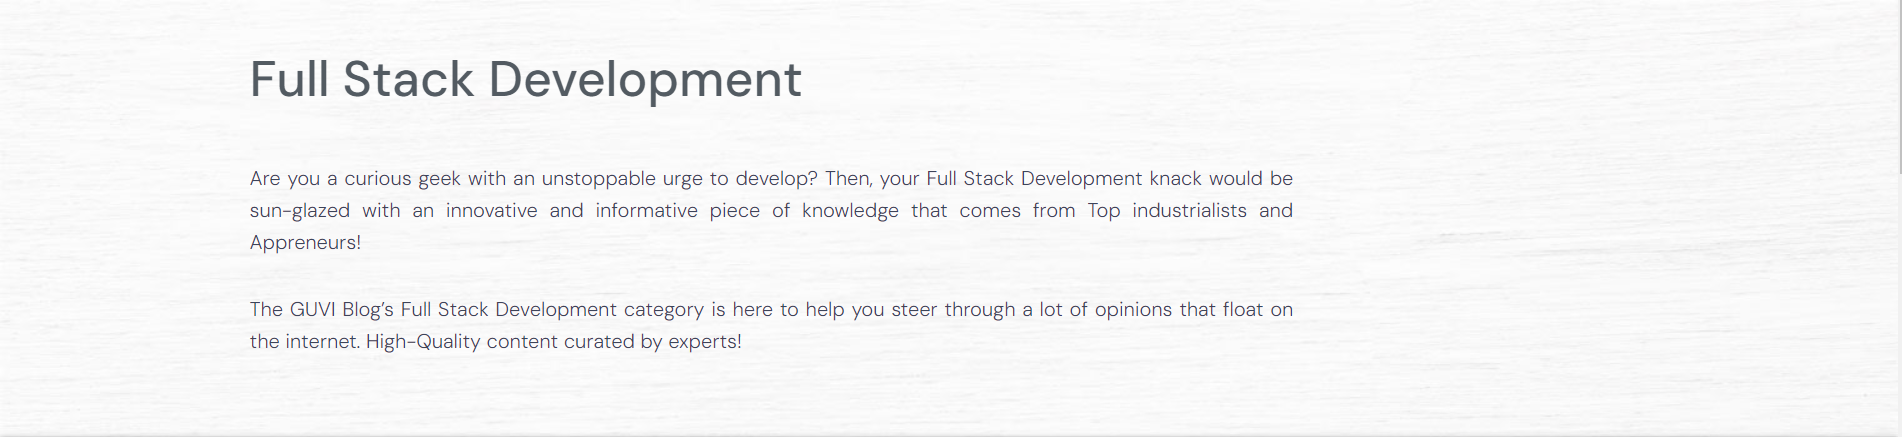 Full Stack Development
Are you a curious geek with an unstoppable urge to develop? Then, your Full Stack Development knack would be
sun-glazed with an innovative and informative piece of knowledge that comes from Top industrialists and
Appreneurs!
The GUVI Blog’s Full Stack Development category is here to help you steer through a lot of opinions that float on
the internet. High-Quality content curated by experts!